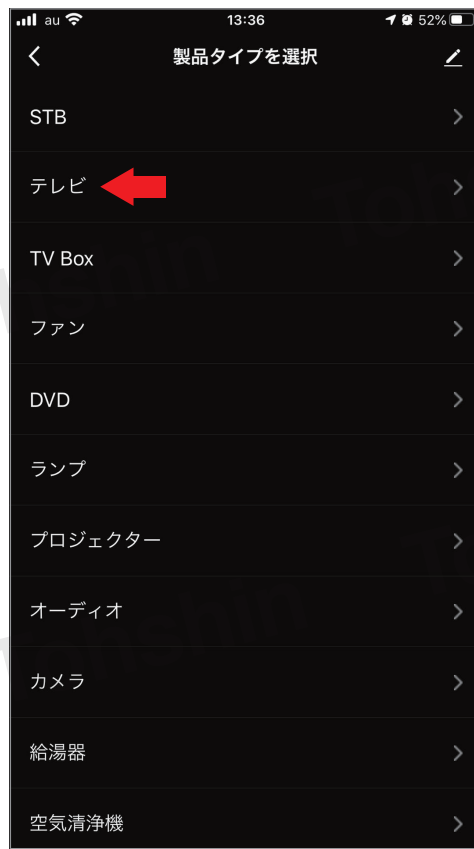 au 13:36 52%
製品タイプを選択
STB
テレビ
TV Box
ファン
DVD
ランプ
プロジェクター
オーディオ
カメラ
給湯器
空気清浄機